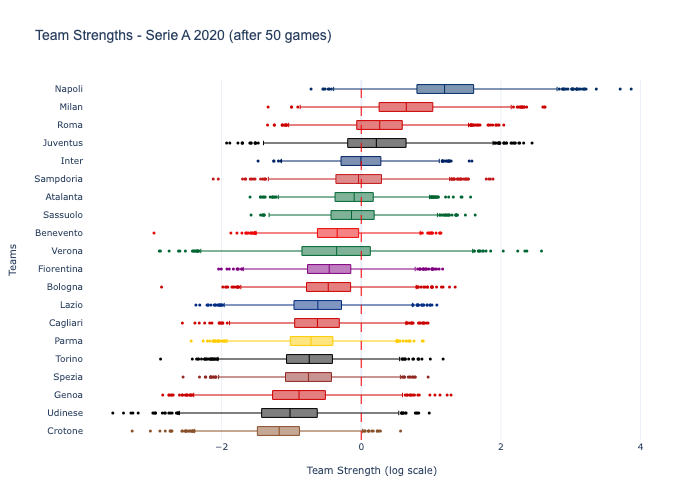 Team Strengths - Serie A 2020 (after 50 games)
Napoli
Milan
Roma
Juventus
Inter
Sampdoria
Atalanta
Sassuolo
Benevento
Verona
Fiorentina
Bologna
Lazio
Cagliari
Parma
Torino
Spezia
Genoa
Udinese
Crotone
Teams
−2 0 2 4
Team Strength (log scale)